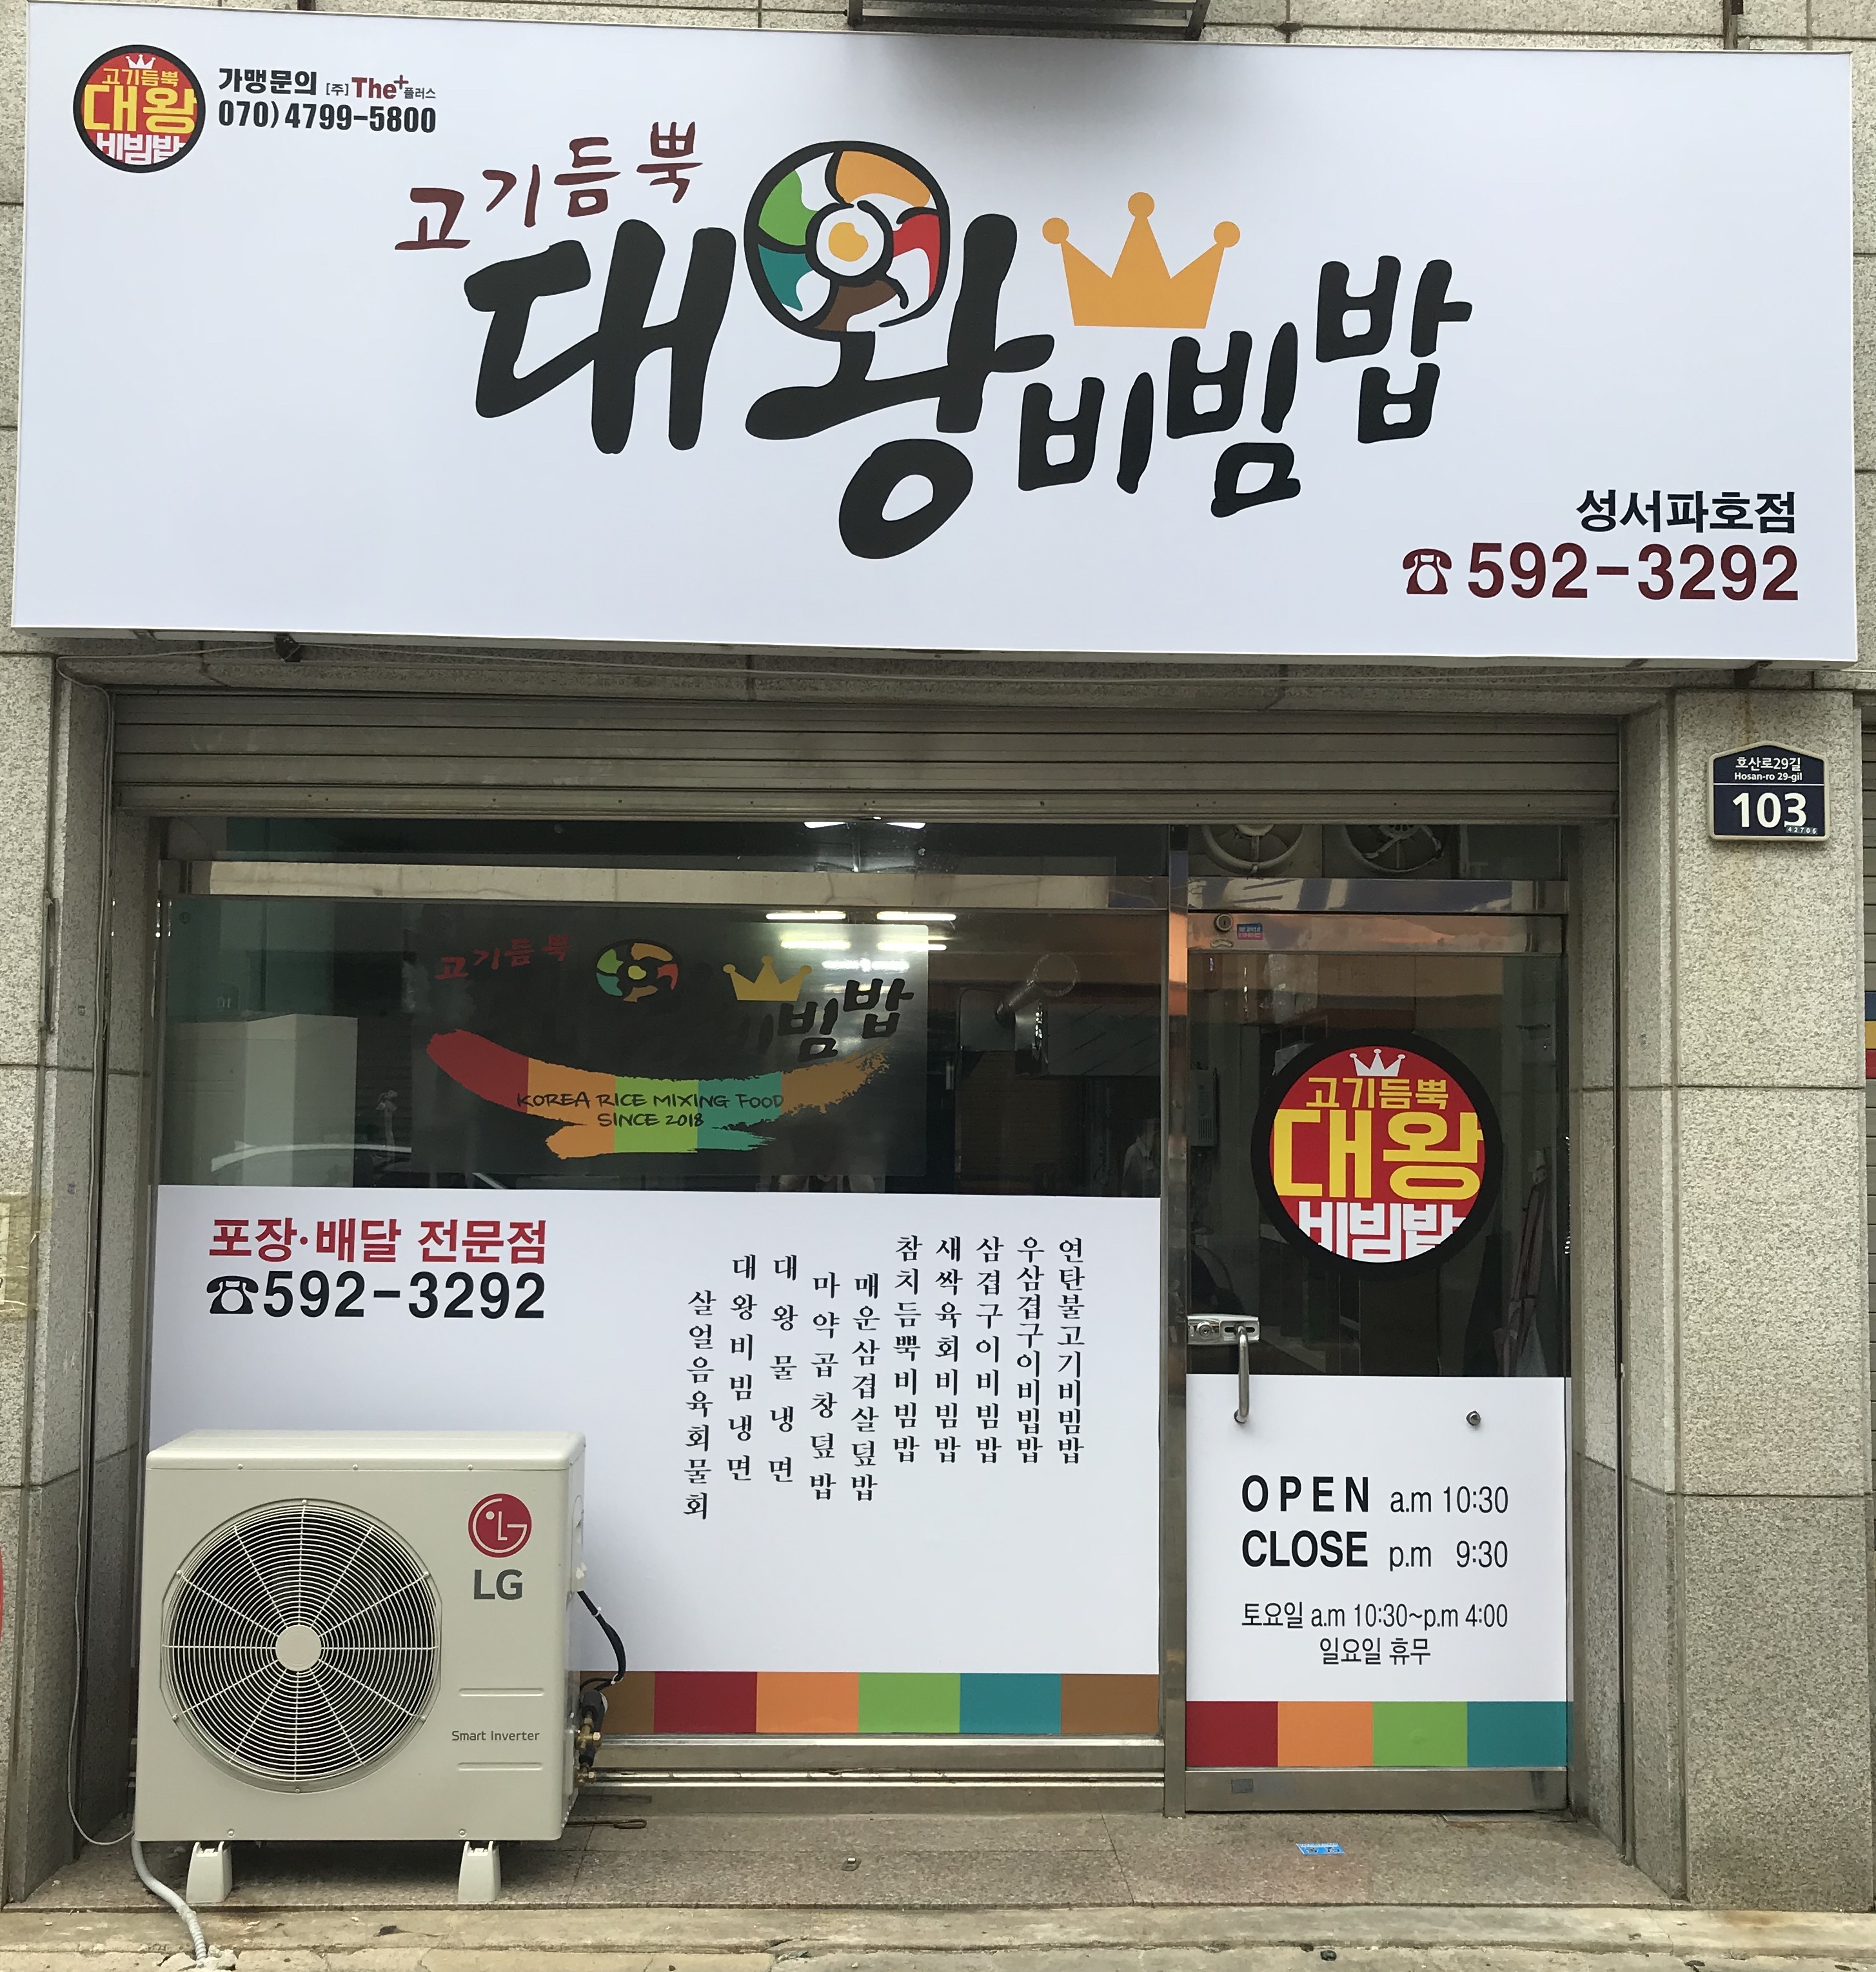 고기듬뿍
대왕
비빔밥
가맹문의 [주]The+플러스
070)4799-5800
고기듬뿍
대왕비빔밥
성서파호점
☎592-3292
호산로29길
Hosan-ro 29-gil
103
42706
고기듬뿍
비빔밥
KOREA RICE MIXING FOOD
SINCE 2018
고기듬뿍
대왕
비빔밥
포장·배달 전문점
☎592-3292
연탄불고기비빔밥
우삼겹구이비빕밥
삼겹구이비빔밥
새싹육회비빔밥
참치듬뿍비빔밥
매운삼겹살덮밥
마약곱창덮밥
대왕물냉면
대왕비빔냉면
살얼음육회물회
OPEN a.m 10:30
CLOSE p.m 9:30
토요일 a.m 10:30~p.m 4:00
일요일 휴무
LG
Smart Inverter